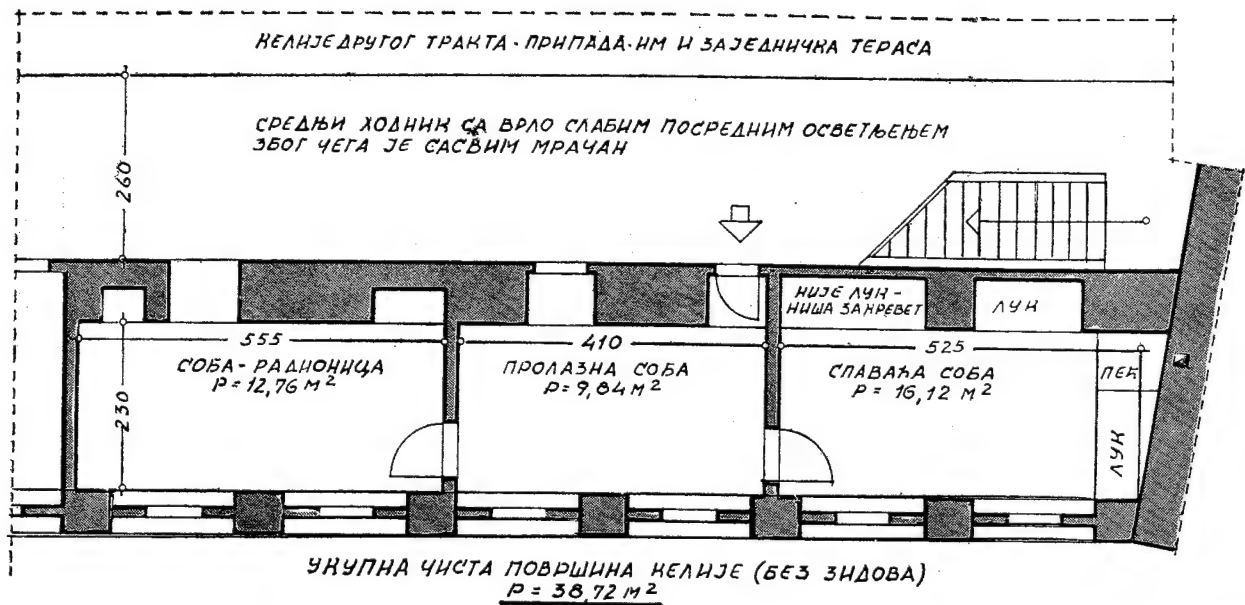 КЕЛИЈЕ ДРУГОГ ТРАКТА-ПРИПАДА-ИМ И ЗАЈЕДНИЧКА ТЕРАСА
СРЕДЊИ ХОДНИК СА ВРЛО СЛАБИМ ПОСРЕДНИМ ОСВЕТЉЕЊЕМ
ЗБОГ ЧЕГА ЈЕ САСВИМ МРАЧАН
260
НИЈЕ ЛУК-
НИША ЗА КРЕВЕТ
ЛУК
555
СОБА-РАДИОНИЦА
P=12,76 M²
230
410
ПРОЛАЗНА СОБА
P=9,84 M²
525
СПАВАЋА СОБА
P=16,12 M²
ПЕЋ
ЛУК
УКУПНА ЧИСТА ПОВРШИНА КЕЛИЈЕ (БЕЗ ЗИДОВА)
P=38,72 M²